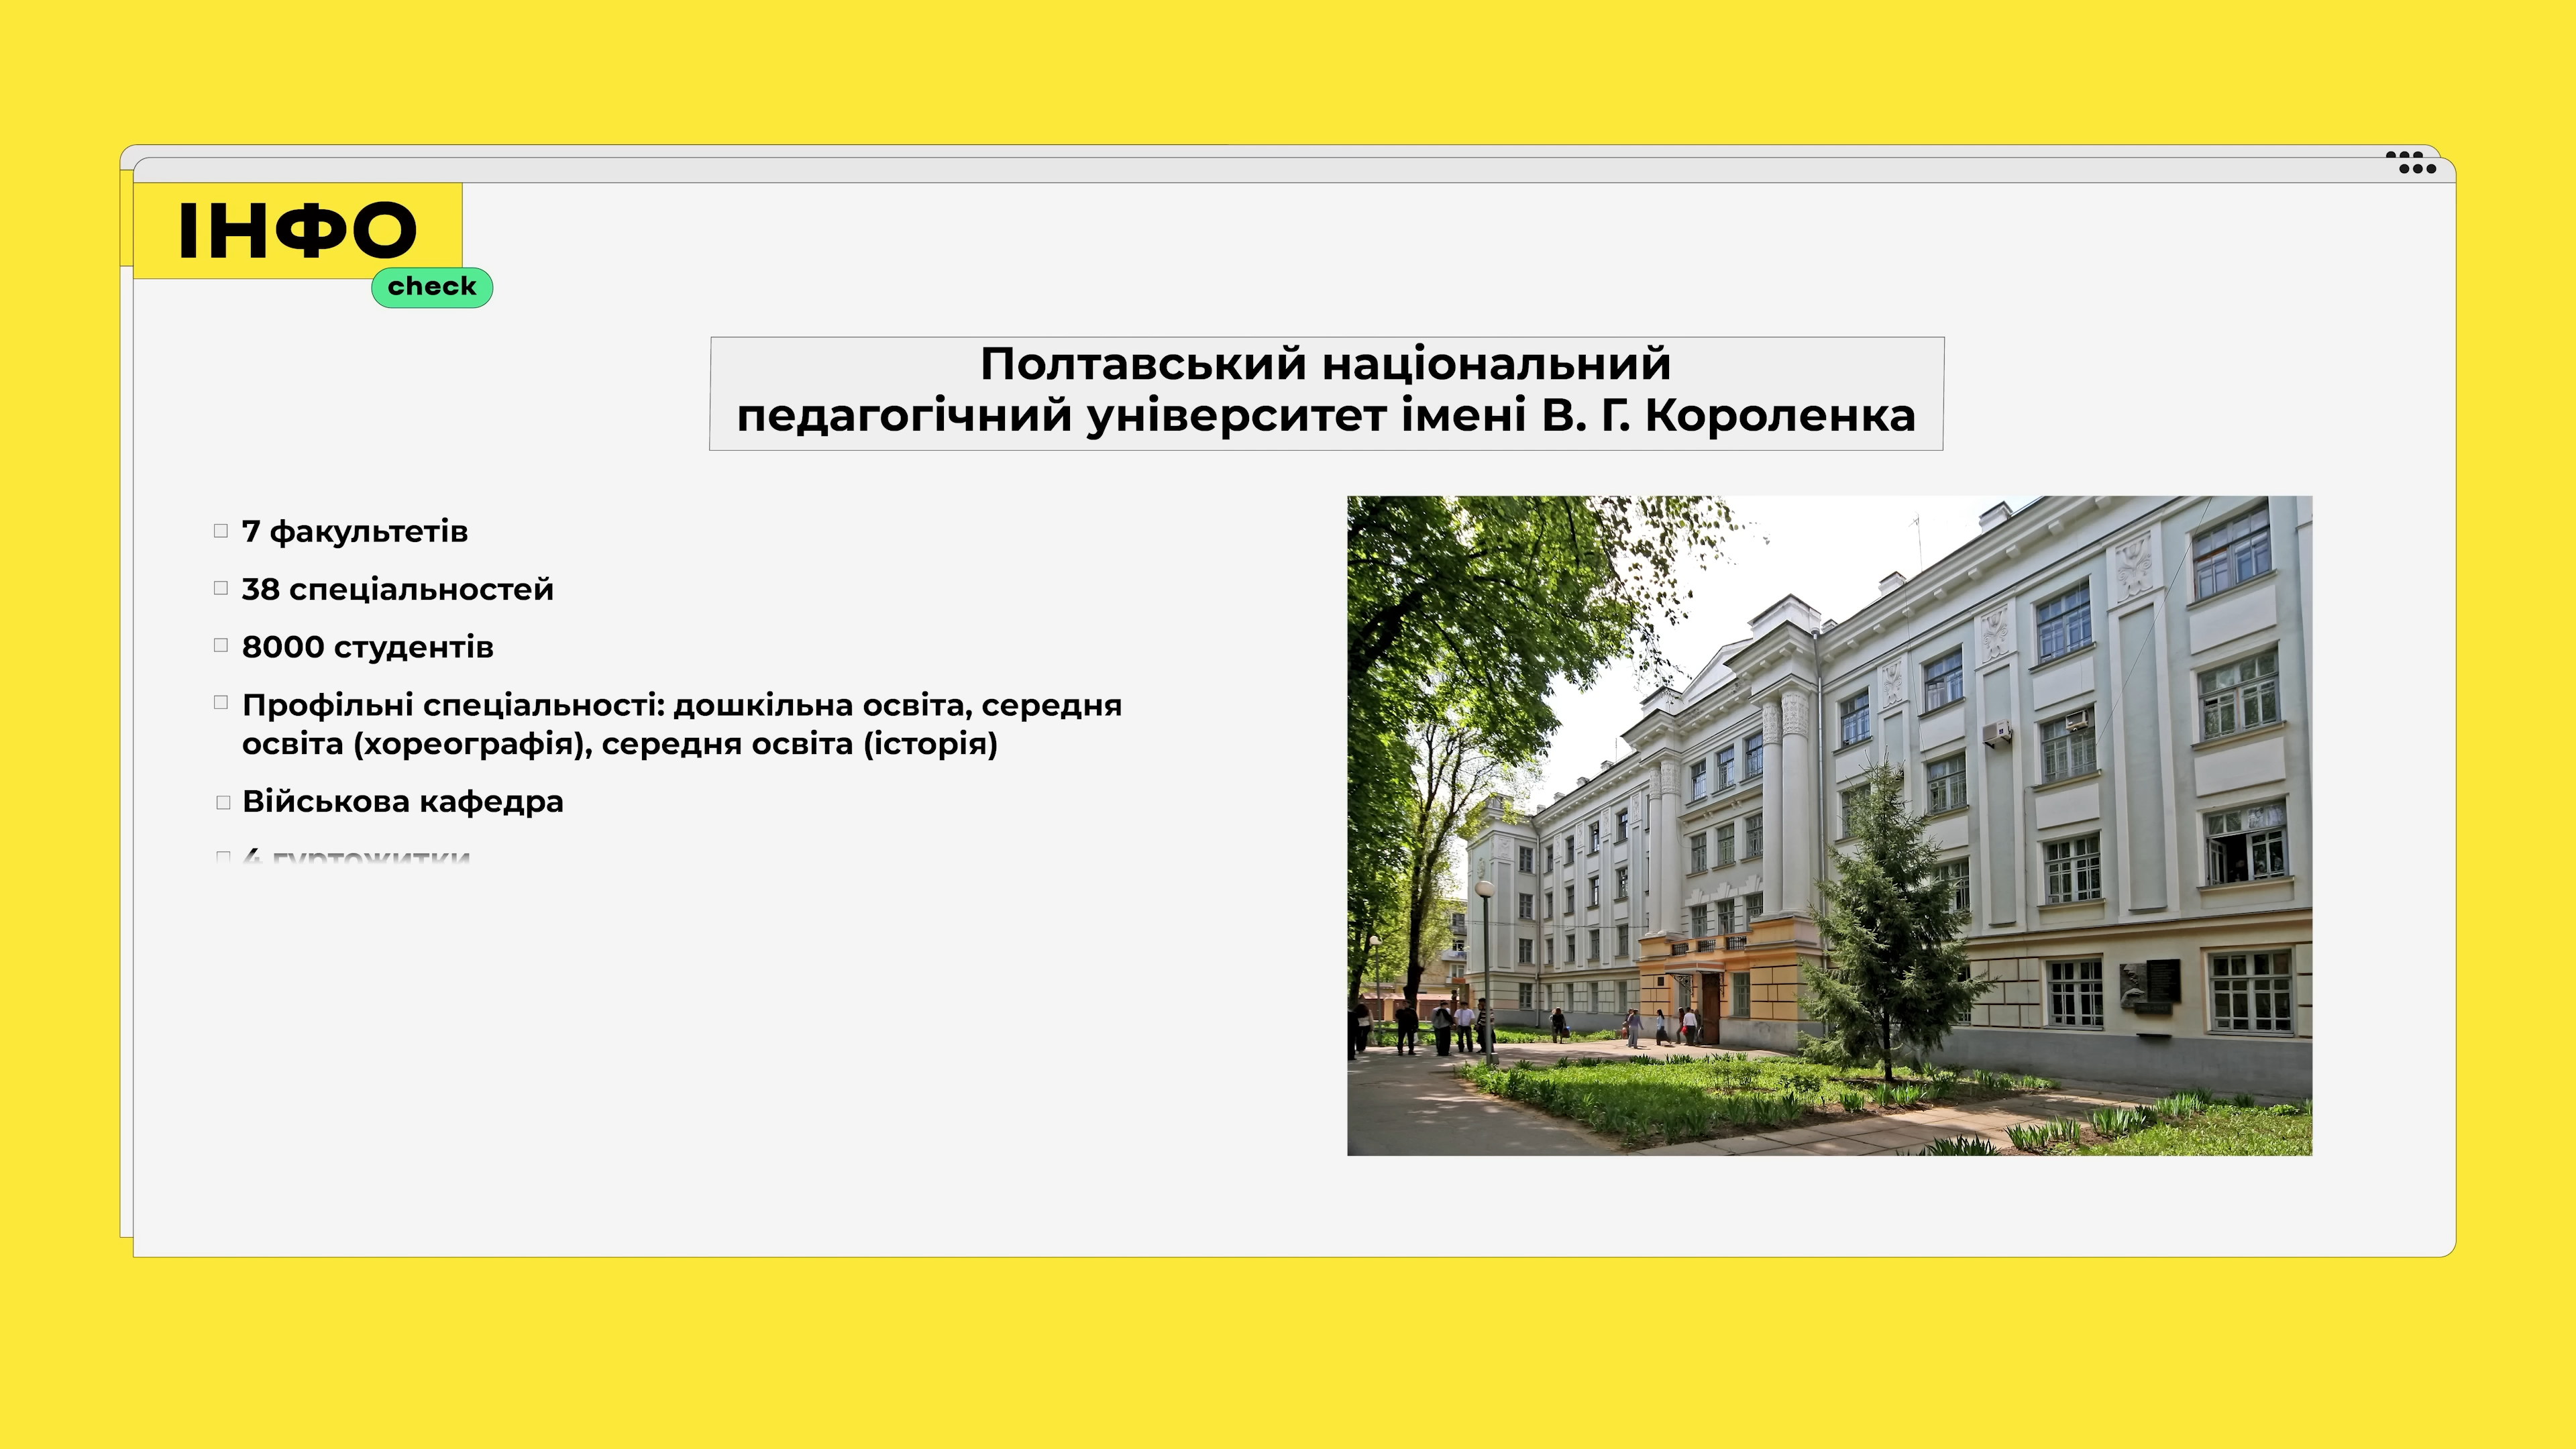 ІНФО
check
Полтавський національний
педагогічний університет імені В. Г. Короленка
7 факультетів
38 спеціальностей
8000 студентів
Профільні спеціальності: дошкільна освіта, середня
освіта (хореографія), середня освіта (історія)
Військова кафедра
4 гуртожитки